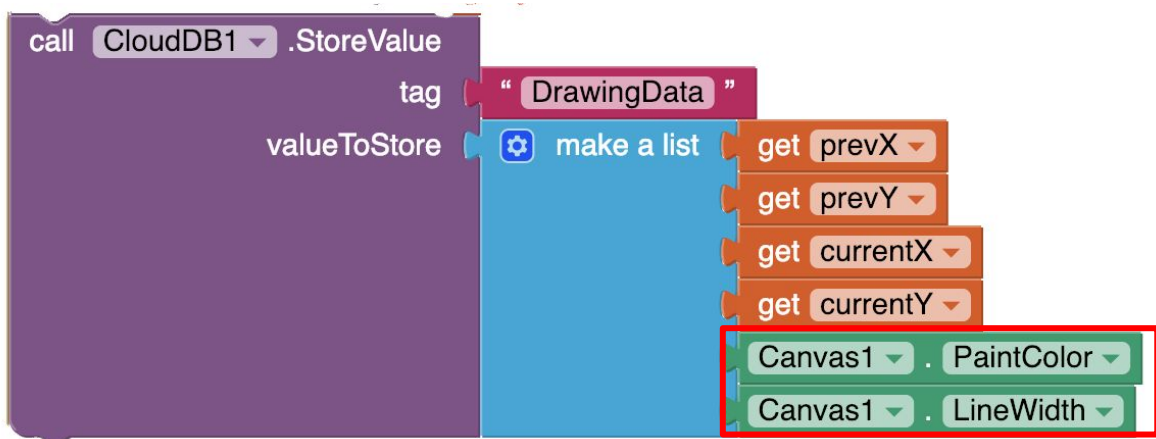 call CloudDB1 .StoreValue
tag “ DrawingData ”
valueToStore make a list get prevX
get prevY
get currentX
get currentY
Canvas1 . PaintColor
Canvas1 . LineWidth